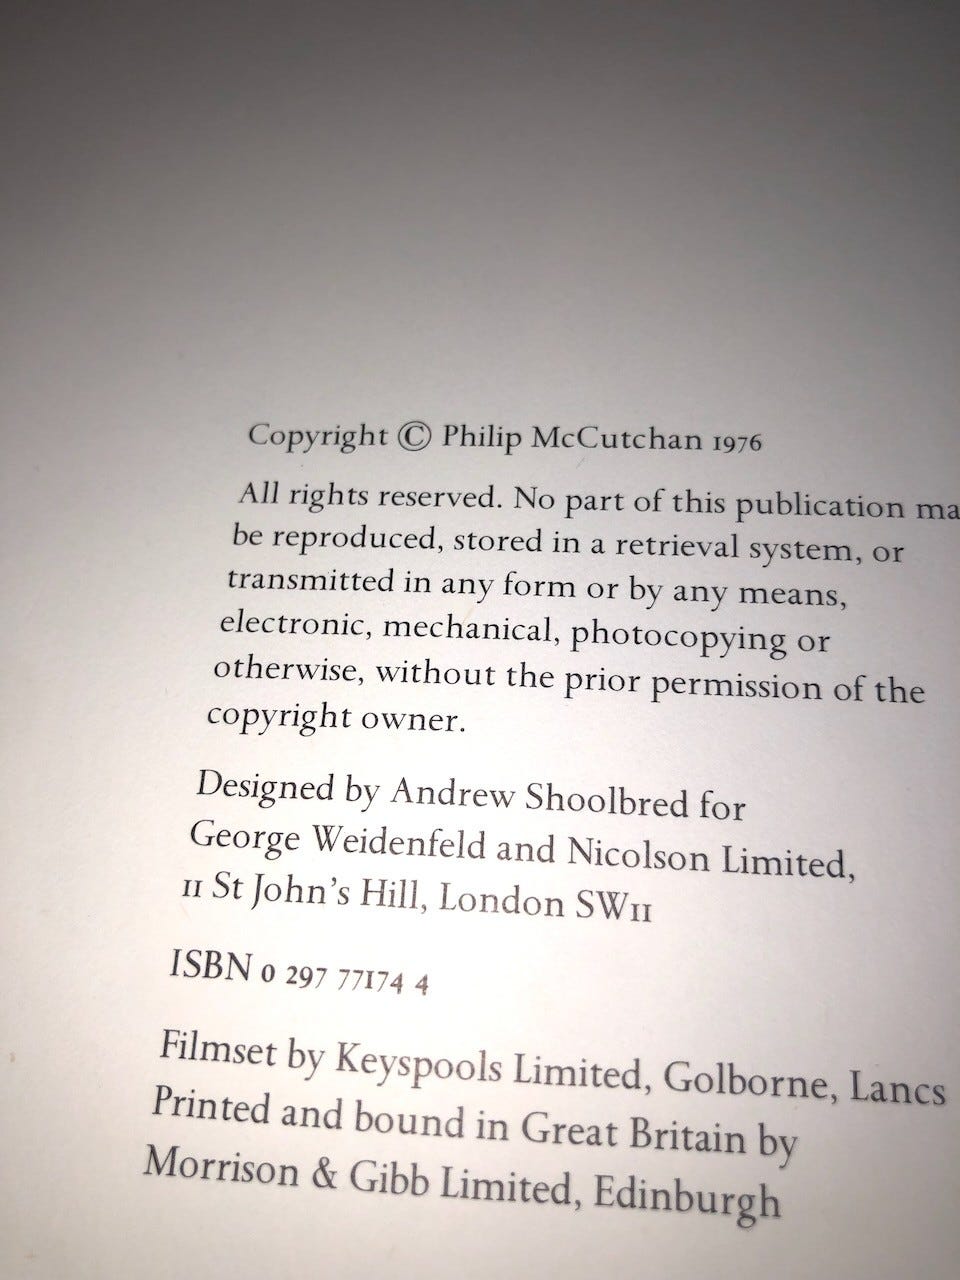 Copyright © Philip McCutchan 1976
All rights reserved. No part of this publication ma
be reproduced, stored in a retrieval system, or
transmitted in any form or by any means,
electronic, mechanical, photocopying or
otherwise, without the prior permission of the
copyright owner.
Designed by Andrew Shoolbred for
George Weidenfeld and Nicolson Limited,
11 St John's Hill, London SW11
ISBN 0 297 77174 4
Filmset by Keyspools Limited, Golborne, Lancs
Printed and bound in Great Britain by
Morrison & Gibb Limited, Edinburgh